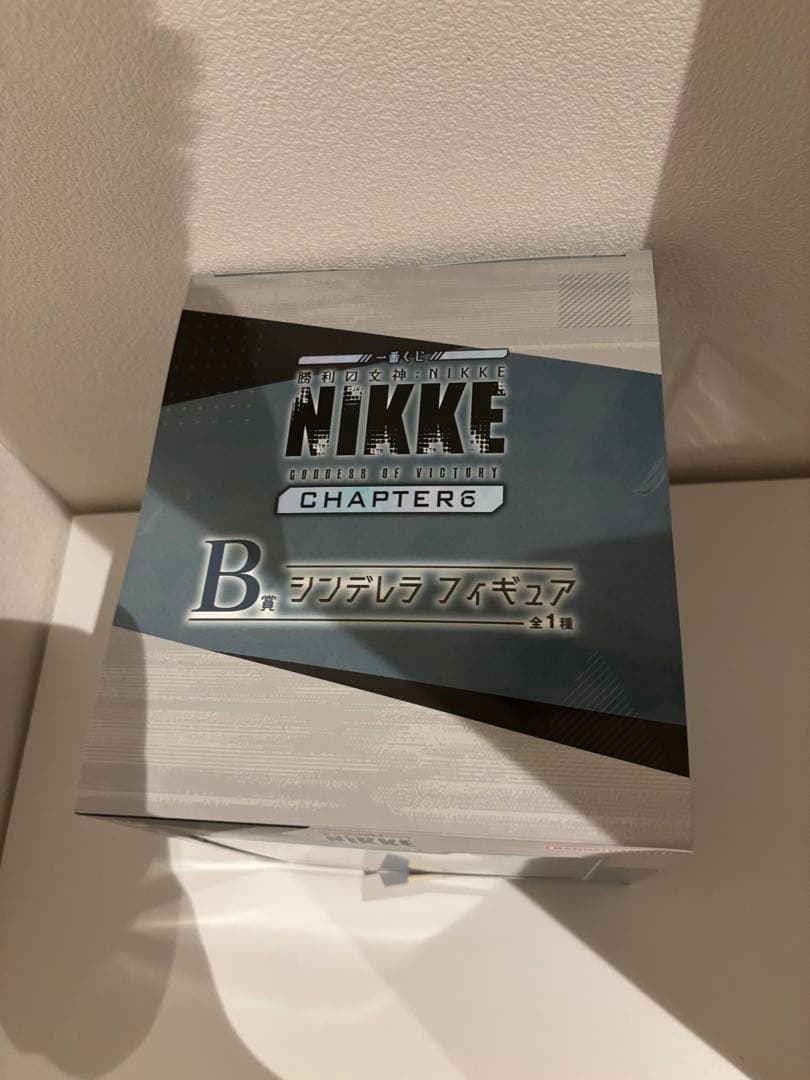 一番くじ
勝利の女神:NIKKE
NIKKE
GODDESS OF VICTORY
CHAPTER6
B賞 シンデレラ フィギュア
全1種
NIKKE